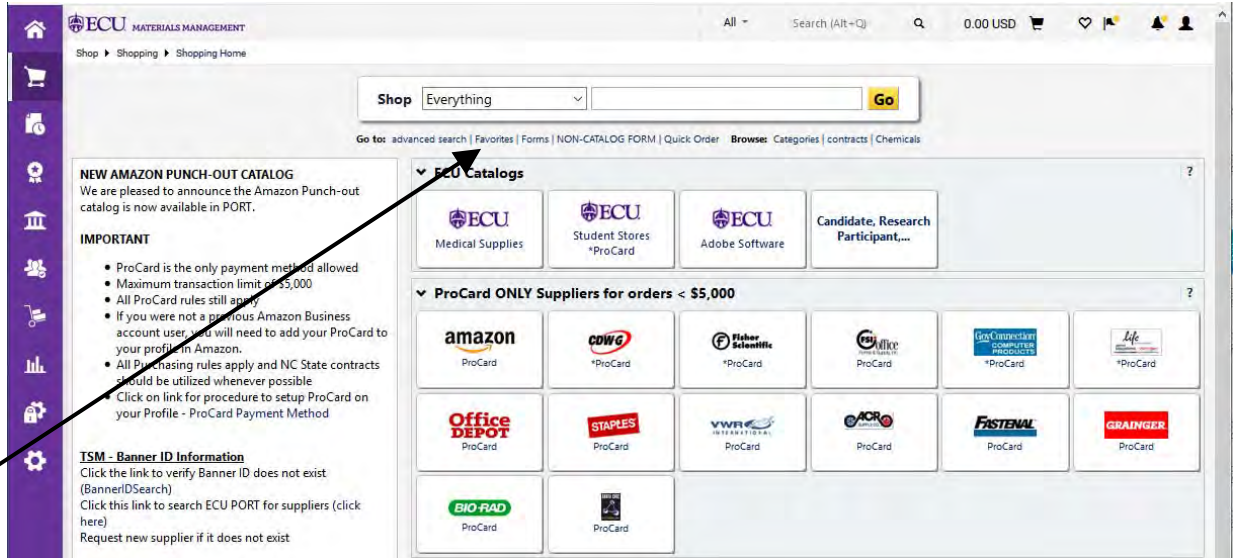 ECU MATERIALS MANAGEMENT
All Search (Alt+Q) 0.00 USD
Shop Shopping Shopping Home
Shop Everything Go
Go to: advanced search | Favorites | Forms | NON-CATALOG FORM | Quick Order Browse: Categories | contracts | Chemicals
NEW AMAZON PUNCH-OUT CATALOG
We are pleased to announce the Amazon Punch-out
catalog is now available in PORT.
IMPORTANT
• ProCard is the only payment method allowed
• Maximum transaction limit of $5,000
• All ProCard rules still apply
• If you were not a previous Amazon Business
account user, you will need to add your ProCard to
your profile in Amazon.
• All Purchasing rules apply and NC State contracts
should be utilized whenever possible
• Click on link for procedure to setup ProCard on
your Profile - ProCard Payment Method
TSM - Banner ID Information
Click the link to verify Banner ID does not exist
(BannerIDSearch)
Click this link to search ECU PORT for suppliers (click
here)
Request new supplier if it does not exist
ECU Catalogs ?
ECU
Medical Supplies
ECU
Student Stores
*ProCard
ECU
Adobe Software
Candidate, Research
Participant,...
ProCard ONLY Suppliers for orders < $5,000 ?
amazon
ProCard
CDWG
*ProCard
Fisher
Scientific
*ProCard
FSIoffice
ProCard
GovConnection
COMPUTER
PRODUCTS
*ProCard
Life
*ProCard
Office
DEPOT
ProCard
STAPLES
ProCard
VWR
INTERNATIONAL
ProCard
ACR
ProCard
FASTENAL
ProCard
GRAINGER
ProCard
BIO-RAD
ProCard
ProCard